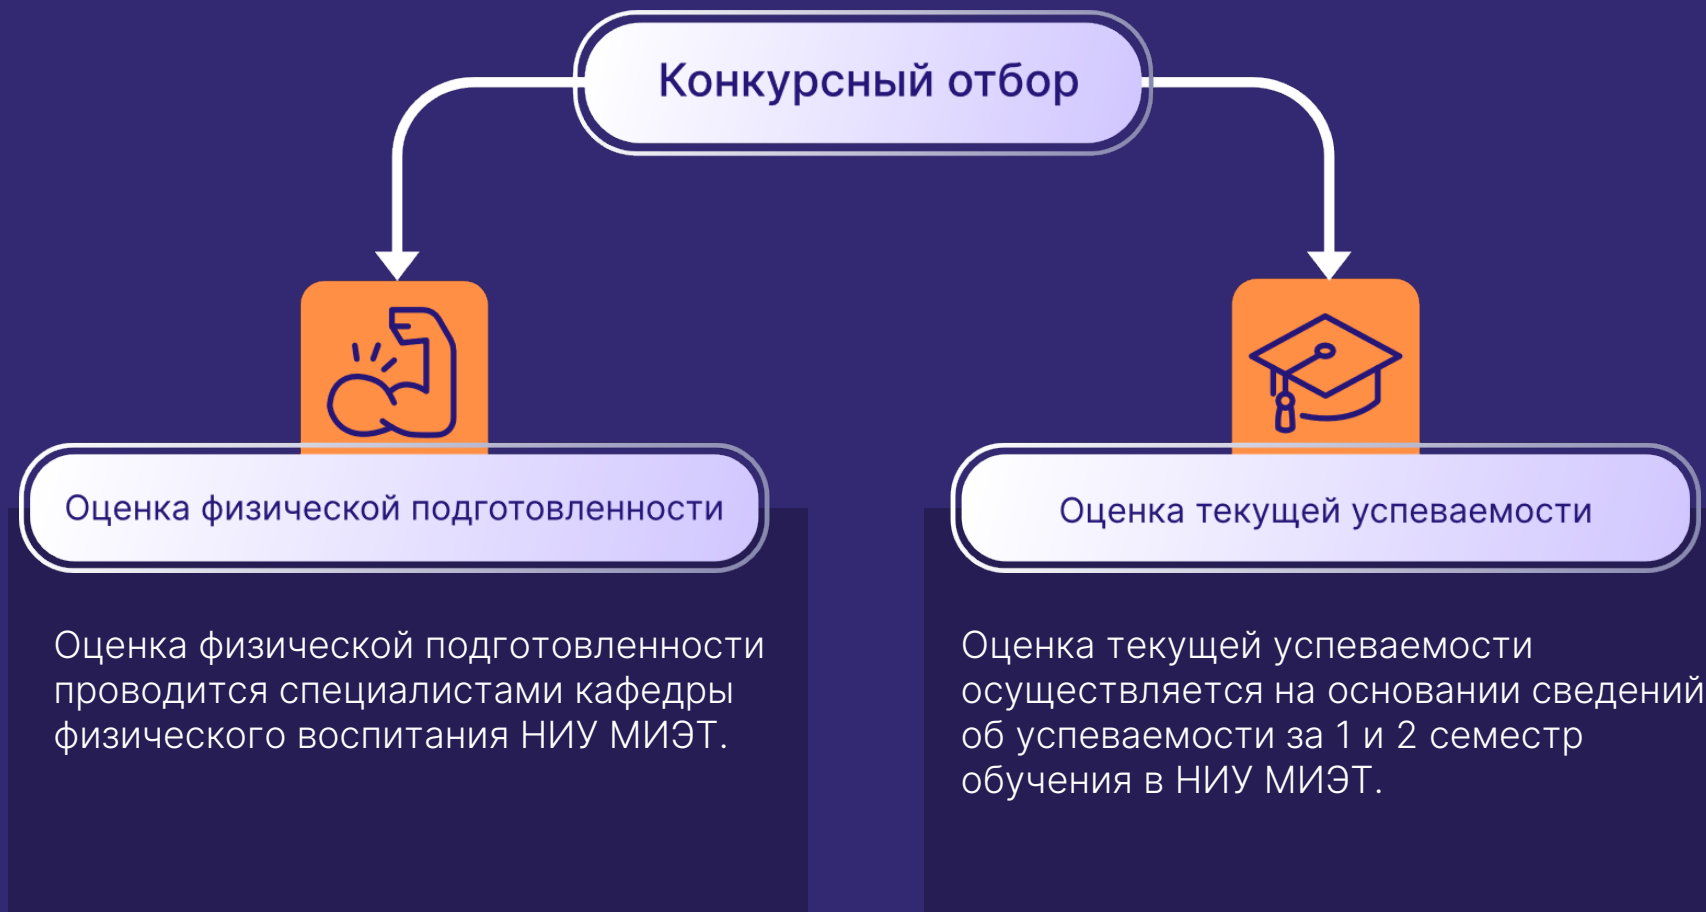 Конкурсный отбор
Оценка физической подготовленности
Оценка физической подготовленности
проводится специалистами кафедры
физического воспитания НИУ МИЭТ.
Оценка текущей успеваемости
Оценка текущей успеваемости
осуществляется на основании сведений
об успеваемости за 1 и 2 семестр
обучения в НИУ МИЭТ.